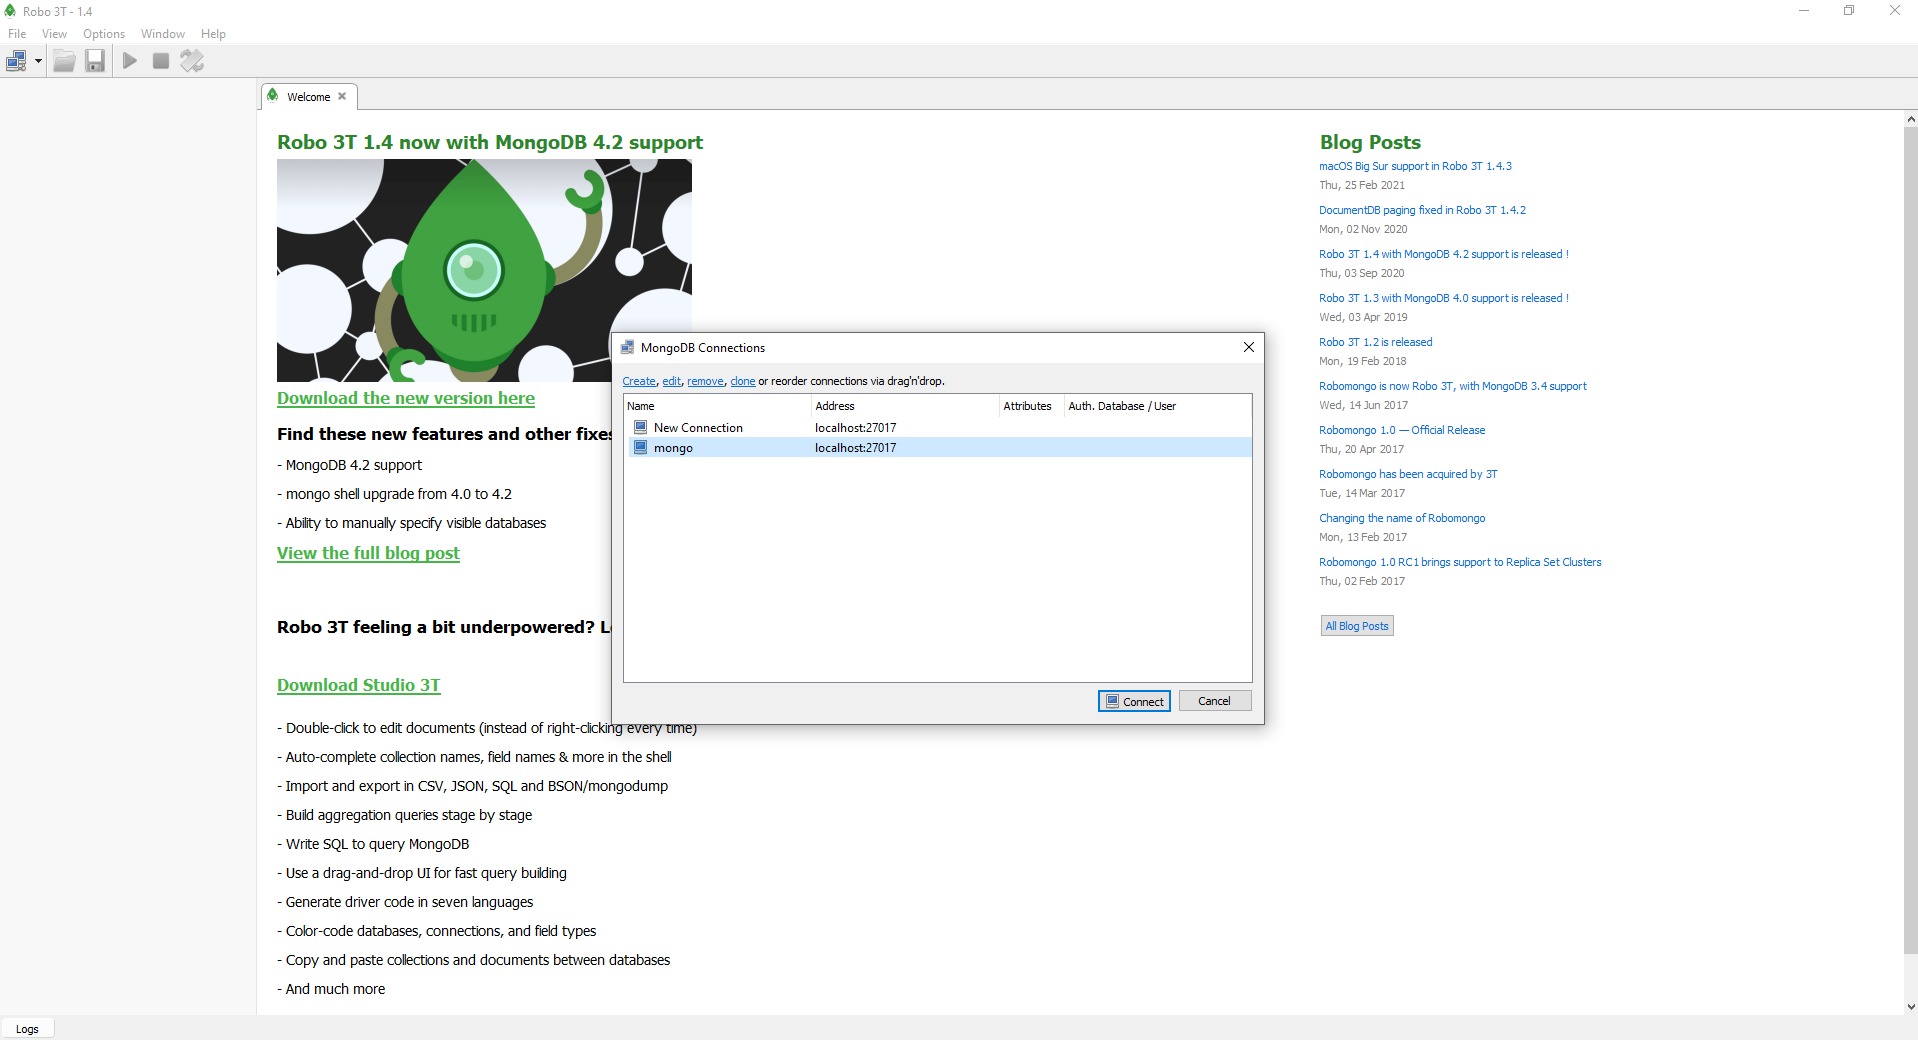 Robo 3T - 1.4
File View Options Window Help
Welcome
Robo 3T 1.4 now with MongoDB 4.2 support
Download the new version here
Find these new features and other fixes
- MongoDB 4.2 support
- mongo shell upgrade from 4.0 to 4.2
- Ability to manually specify visible databases
View the full blog post
Robo 3T feeling a bit underpowered?
Download Studio 3T
- Double-click to edit documents (instead of right-clicking every time)
- Auto-complete collection names, field names & more in the shell
- Import and export in CSV, JSON, SQL and BSON/mongodump
- Build aggregation queries stage by stage
- Write SQL to query MongoDB
- Use a drag-and-drop UI for fast query building
- Generate driver code in seven languages
- Color-code databases, connections, and field types
- Copy and paste collections and documents between databases
- And much more
MongoDB Connections
Create, edit, remove, clone or reorder connections via drag'n'drop.
Name Address Attributes Auth. Database / User
New Connection localhost:27017
mongo localhost:27017
Connect Cancel
Blog Posts
macOS Big Sur support in Robo 3T 1.4.3
Thu, 25 Feb 2021
DocumentDB paging fixed in Robo 3T 1.4.2
Mon, 02 Nov 2020
Robo 3T 1.4 with MongoDB 4.2 support is released !
Thu, 03 Sep 2020
Robo 3T 1.3 with MongoDB 4.0 support is released !
Wed, 03 Apr 2019
Robo 3T 1.2 is released
Mon, 19 Feb 2018
Robomongo is now Robo 3T, with MongoDB 3.4 support
Wed, 14 Jun 2017
Robomongo 1.0 — Official Release
Thu, 20 Apr 2017
Robomongo has been acquired by 3T
Tue, 14 Mar 2017
Changing the name of Robomongo
Mon, 13 Feb 2017
Robomongo 1.0 RC1 brings support to Replica Set Clusters
Thu, 02 Feb 2017
All Blog Posts
Logs